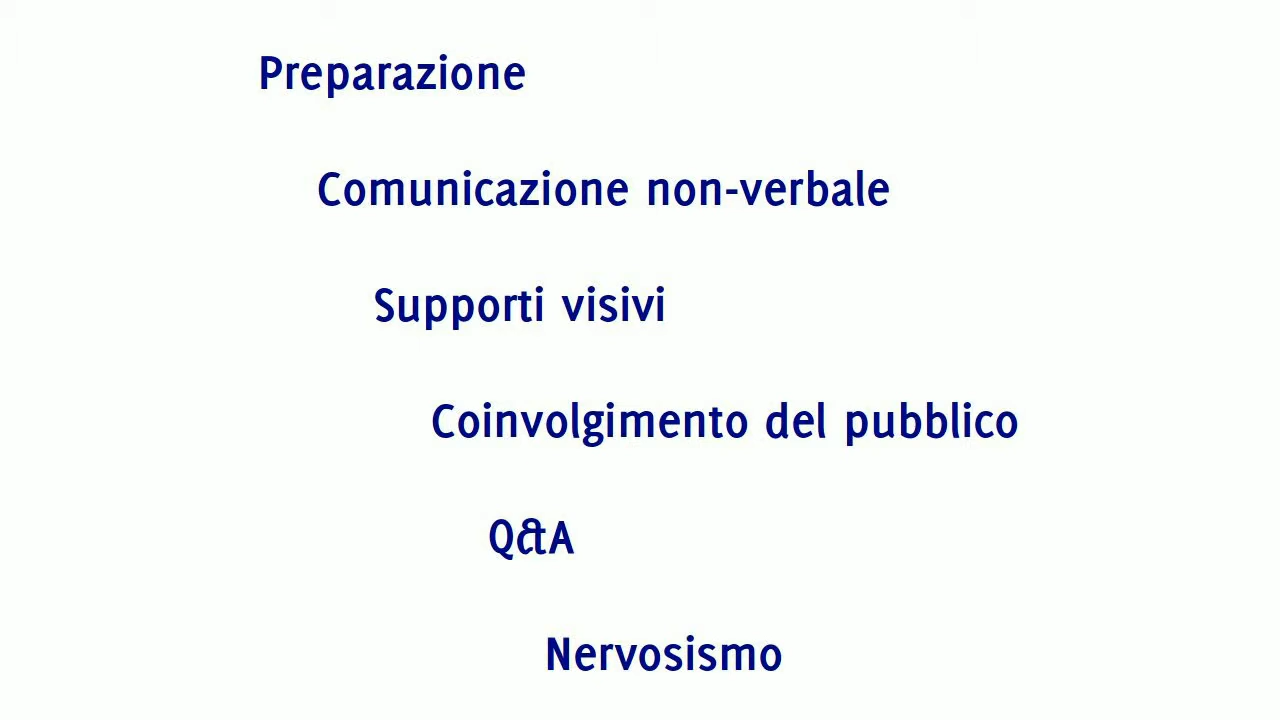 Preparazione
Comunicazione non-verbale
Supporti visivi
Coinvolgimento del pubblico
Q&A
Nervosismo